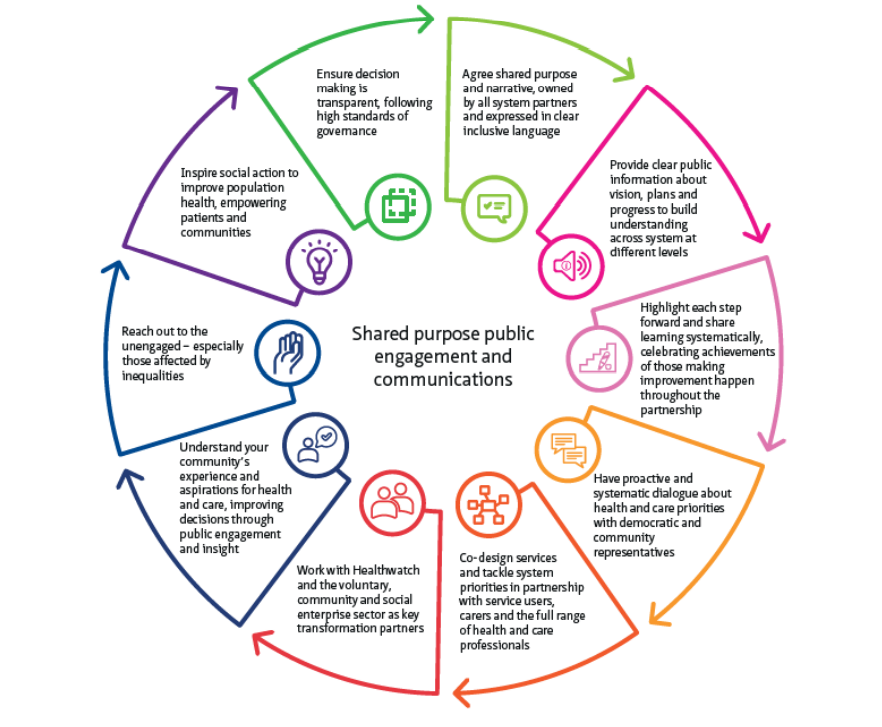 Shared purpose public
engagement and
communications
Agree shared purpose
and narrative, owned
by all system partners
and expressed in clear
inclusive language
Provide clear public
information about
vision, plans and
progress to build
understanding
across system at
different levels
Highlight each step
forward and share
learning systematically,
celebrating achievements
of those making
improvement happen
throughout the
partnership
Have proactive and
systematic dialogue about
health and care priorities
with democratic and
community
representatives
Co-design services
and tackle system
priorities in partnership
with service users,
carers and the full range
of health and care
professionals
Work with Healthwatch
and the voluntary,
community and social
enterprise sector as key
transformation partners
Understand your
community's
experience and
aspirations for health
and care, improving
decisions through
public engagement
and insight
Reach out to the
unengaged – especially
those affected by
inequalities
Inspire social action to
improve population
health, empowering
patients and
communities
Ensure decision
making is
transparent, following
high standards of
governance